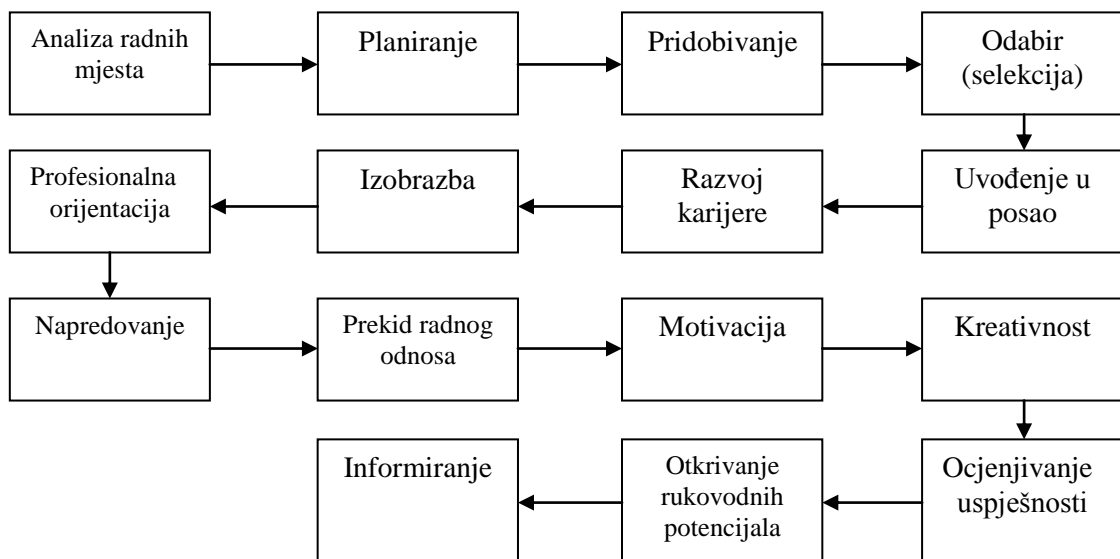 Analiza radnih
mjesta
Planiranje
Pridobivanje
Odabir
(selekcija)
Uvođenje u
posao
Razvoj
karijere
Izobrazba
Profesionalna
orijentacija
Napredovanje
Prekid radnog
odnosa
Motivacija
Kreativnost
Ocjenjivanje
uspješnosti
Otkrivanje
rukovodnih
potencijala
Informiranje